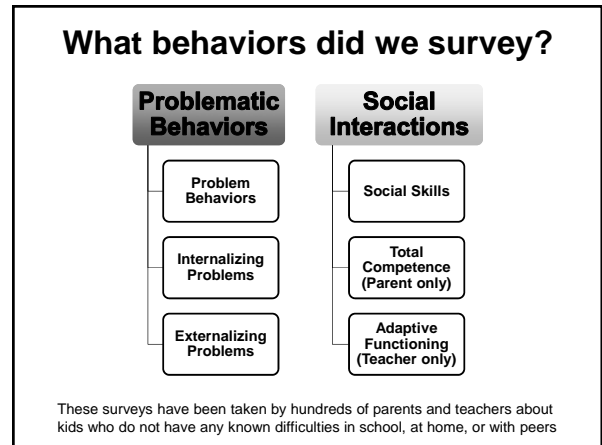 What behaviors did we survey?
Problematic
Behaviors
Problem
Behaviors
Internalizing
Problems
Externalizing
Problems
Social
Interactions
Social Skills
Total
Competence
(Parent only)
Adaptive
Functioning
(Teacher only)
These surveys have been taken by hundreds of parents and teachers about
kids who do not have any known difficulties in school, at home, or with peers